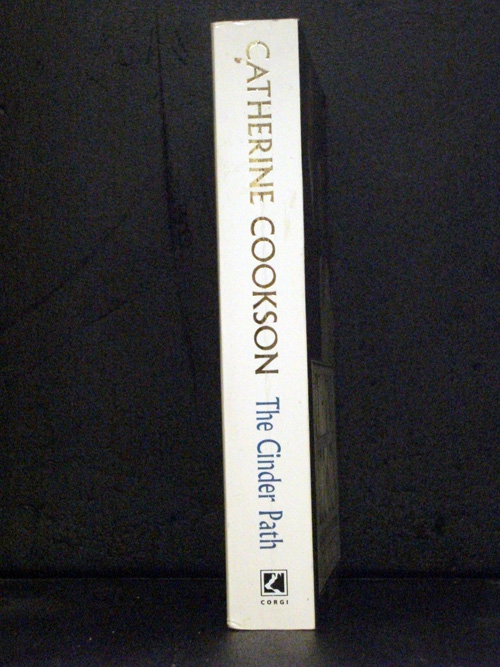 CATHERINE COOKSON
The Cinder Path
CORGI